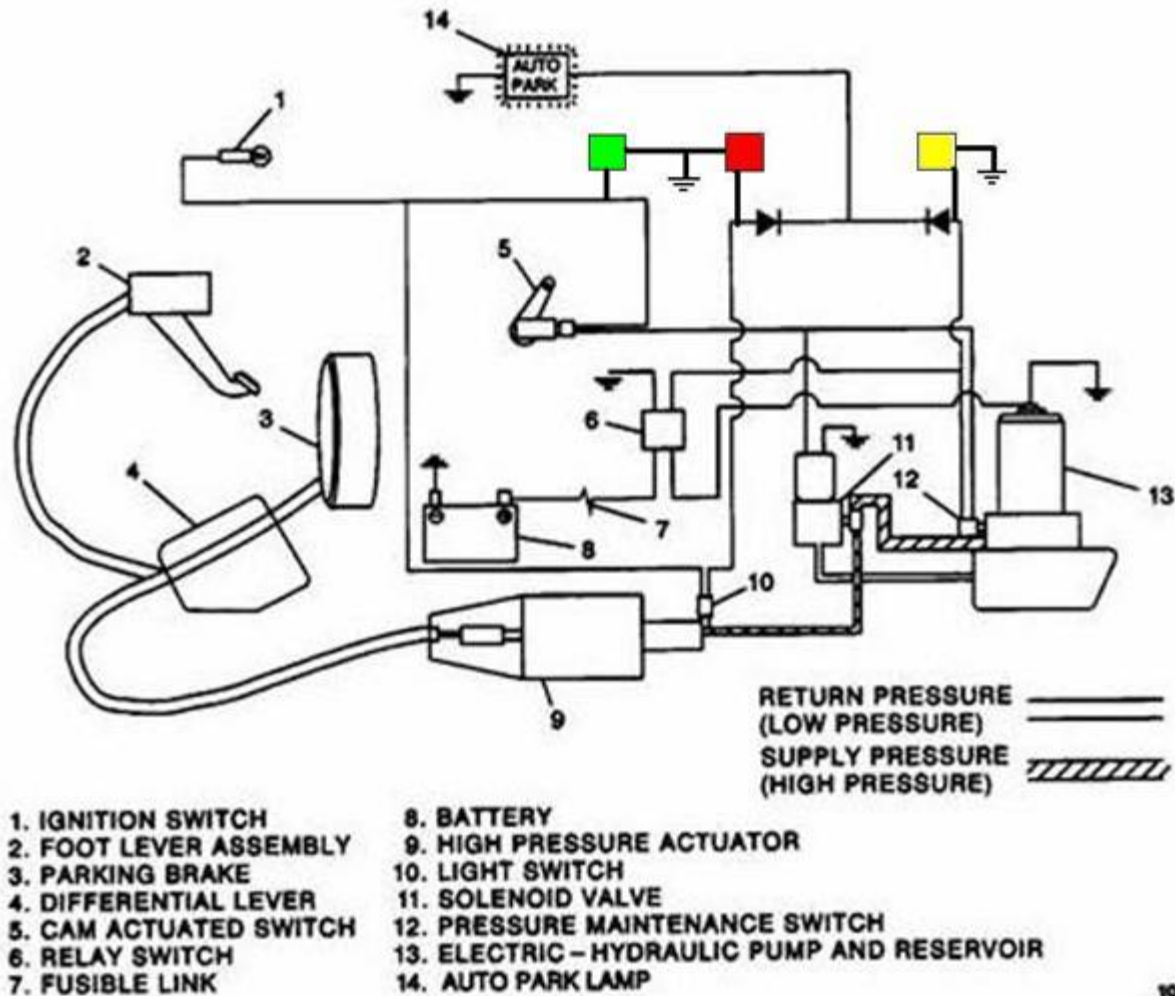 14
AUTO
PARK
1
2
5
3
6
11
4
12
13
7
8
10
9
RETURN PRESSURE
(LOW PRESSURE)
SUPPLY PRESSURE
(HIGH PRESSURE)
1. IGNITION SWITCH
2. FOOT LEVER ASSEMBLY
3. PARKING BRAKE
4. DIFFERENTIAL LEVER
5. CAM ACTUATED SWITCH
6. RELAY SWITCH
7. FUSIBLE LINK
8. BATTERY
9. HIGH PRESSURE ACTUATOR
10. LIGHT SWITCH
11. SOLENOID VALVE
12. PRESSURE MAINTENANCE SWITCH
13. ELECTRIC-HYDRAULIC PUMP AND RESERVOIR
14. AUTO PARK LAMP